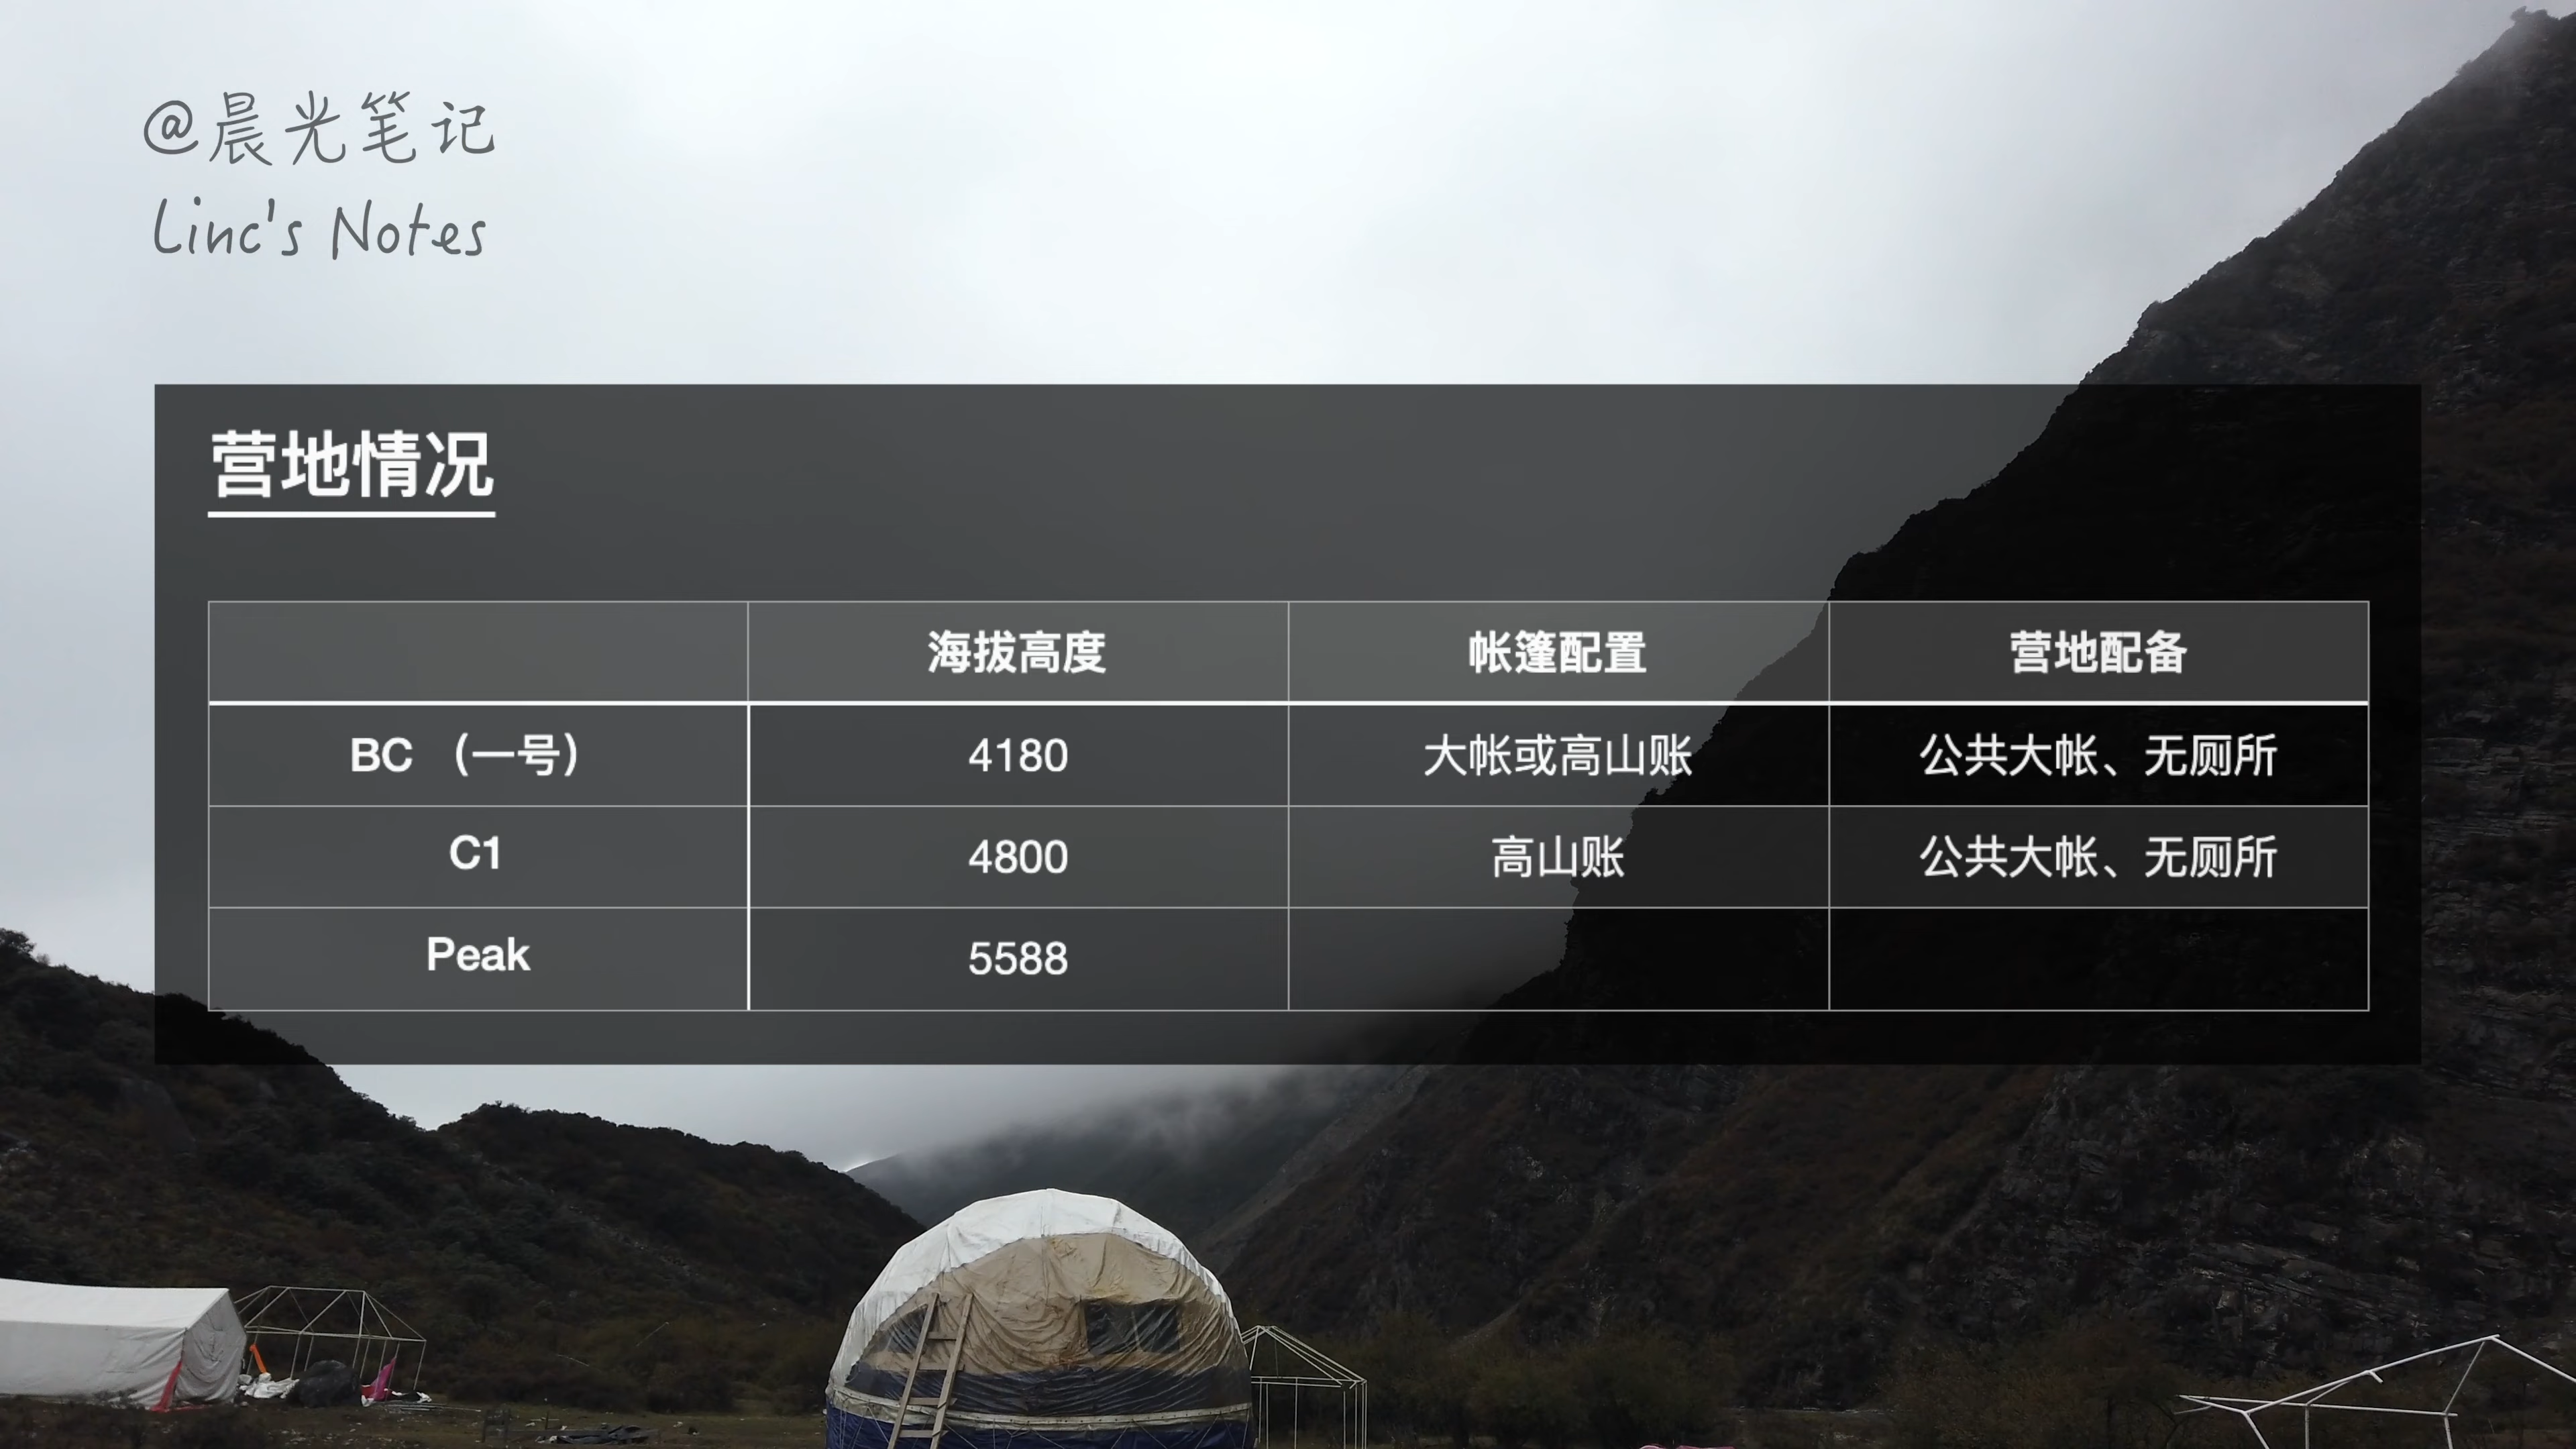 @晨光笔记
Linc's Notes
营地情况
海拔高度 帐篷配置 营地配备
BC （一号） 4180 大帐或高山账 公共大帐、无厕所
C1 4800 高山账 公共大帐、无厕所
Peak 5588